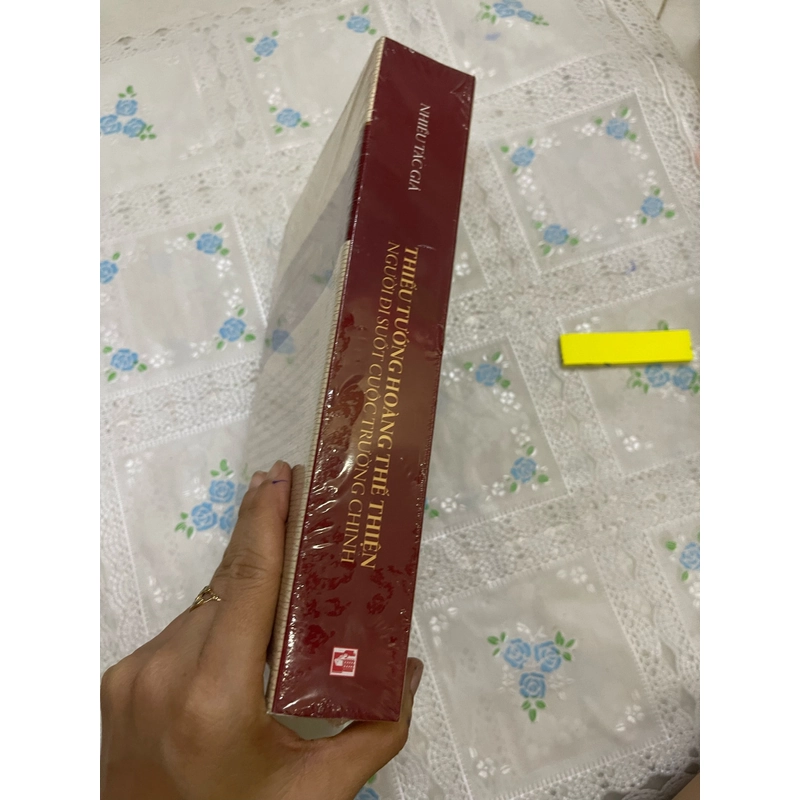 NHIỀU TÁC GIẢ
THIẾU TƯỚNG HOÀNG THẾ THIỆN
NGƯỜI ĐI SUỐT CUỘC TRƯỜNG CHINH